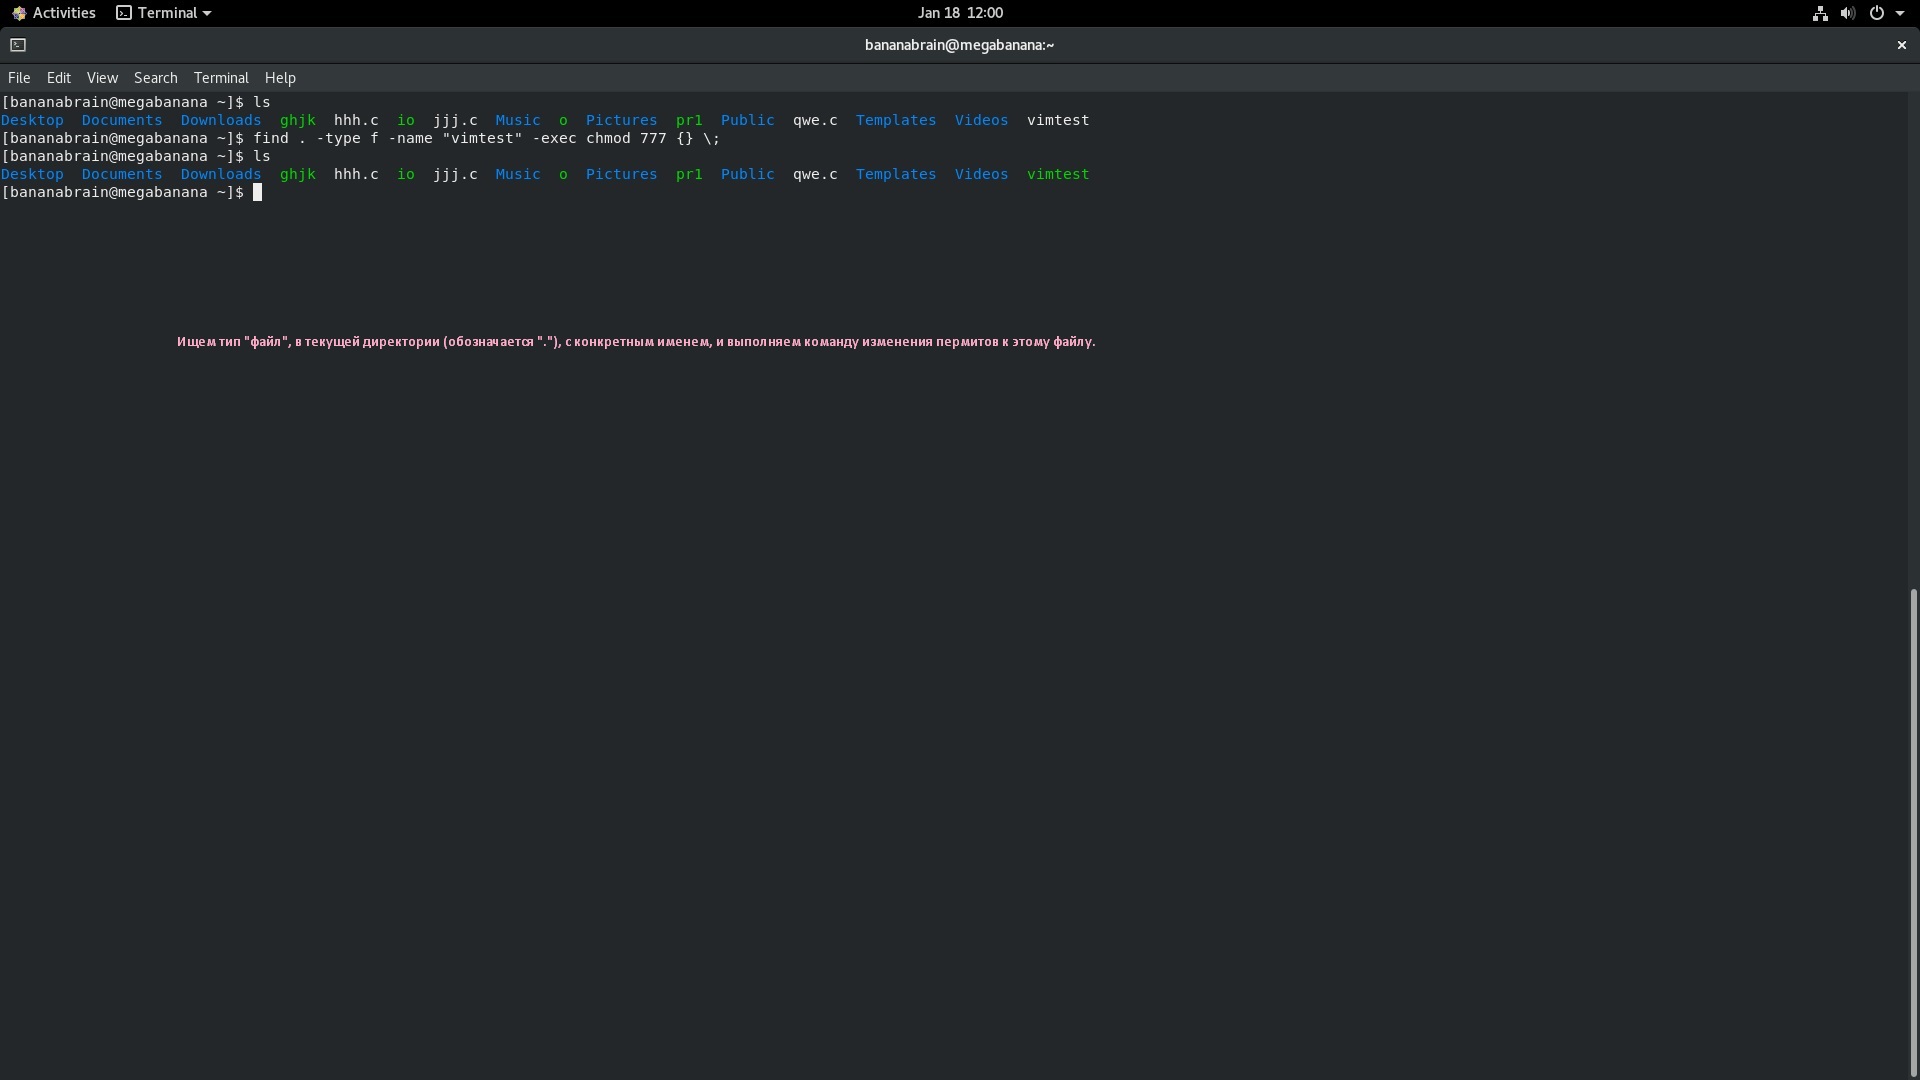 Activities Terminal Jan 18 12:00
bananabrain@megabanana:~
File Edit View Search Terminal Help
[bananabrain@megabanana ~]$ ls
Desktop Documents Downloads ghjk hhh.c io jjj.c Music o Pictures pr1 Public qwe.c Templates Videos vimtest
[bananabrain@megabanana ~]$ find . -type f -name "vimtest" -exec chmod 777 {} \;
[bananabrain@megabanana ~]$ ls
Desktop Documents Downloads ghjk hhh.c io jjj.c Music o Pictures pr1 Public qwe.c Templates Videos vimtest
[bananabrain@megabanana ~]$
Ищем тип "файл", в текущей директории (обозначается "."), с конкретным именем, и выполняем команду изменения пермитов к этому файлу.